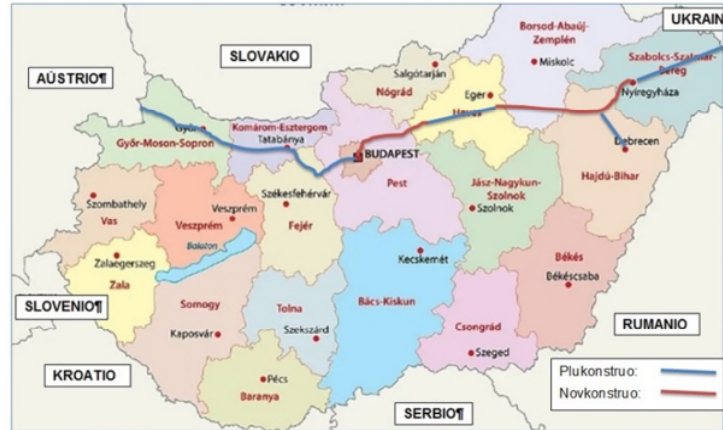 UKRAIN
SLOVAKIO
AŬSTRIO¶
Borsod-Abaúj-
Zemplén
Miskolc
Szabolcs-Szatmár-
Bereg
Nyíregyháza
Salgótarján
Nógrád
Eger
Heves
Győr
Győr-Moson-Sopron
Komárom-Esztergom
Tatabánya
BUDAPEST
Pest
Debrecen
Hajdú-Bihar
Jász-Nagykun-
Szolnok
Szolnok
Szombathely
Vas
Veszprém
Veszprém
Székesfehérvár
Fejér
Balaton
Zalaegerszeg
Zala
Kecskemét
Békés
Békéscsaba
SLOVENIO¶
Somogy
Kaposvár
Tolna
Szekszárd
Bács-Kiskun
Csongrád
Szeged
RUMANIO
KROATIO
Pécs
Baranya
SERBIO¶
Plukonstruo:
Novkonstruo: